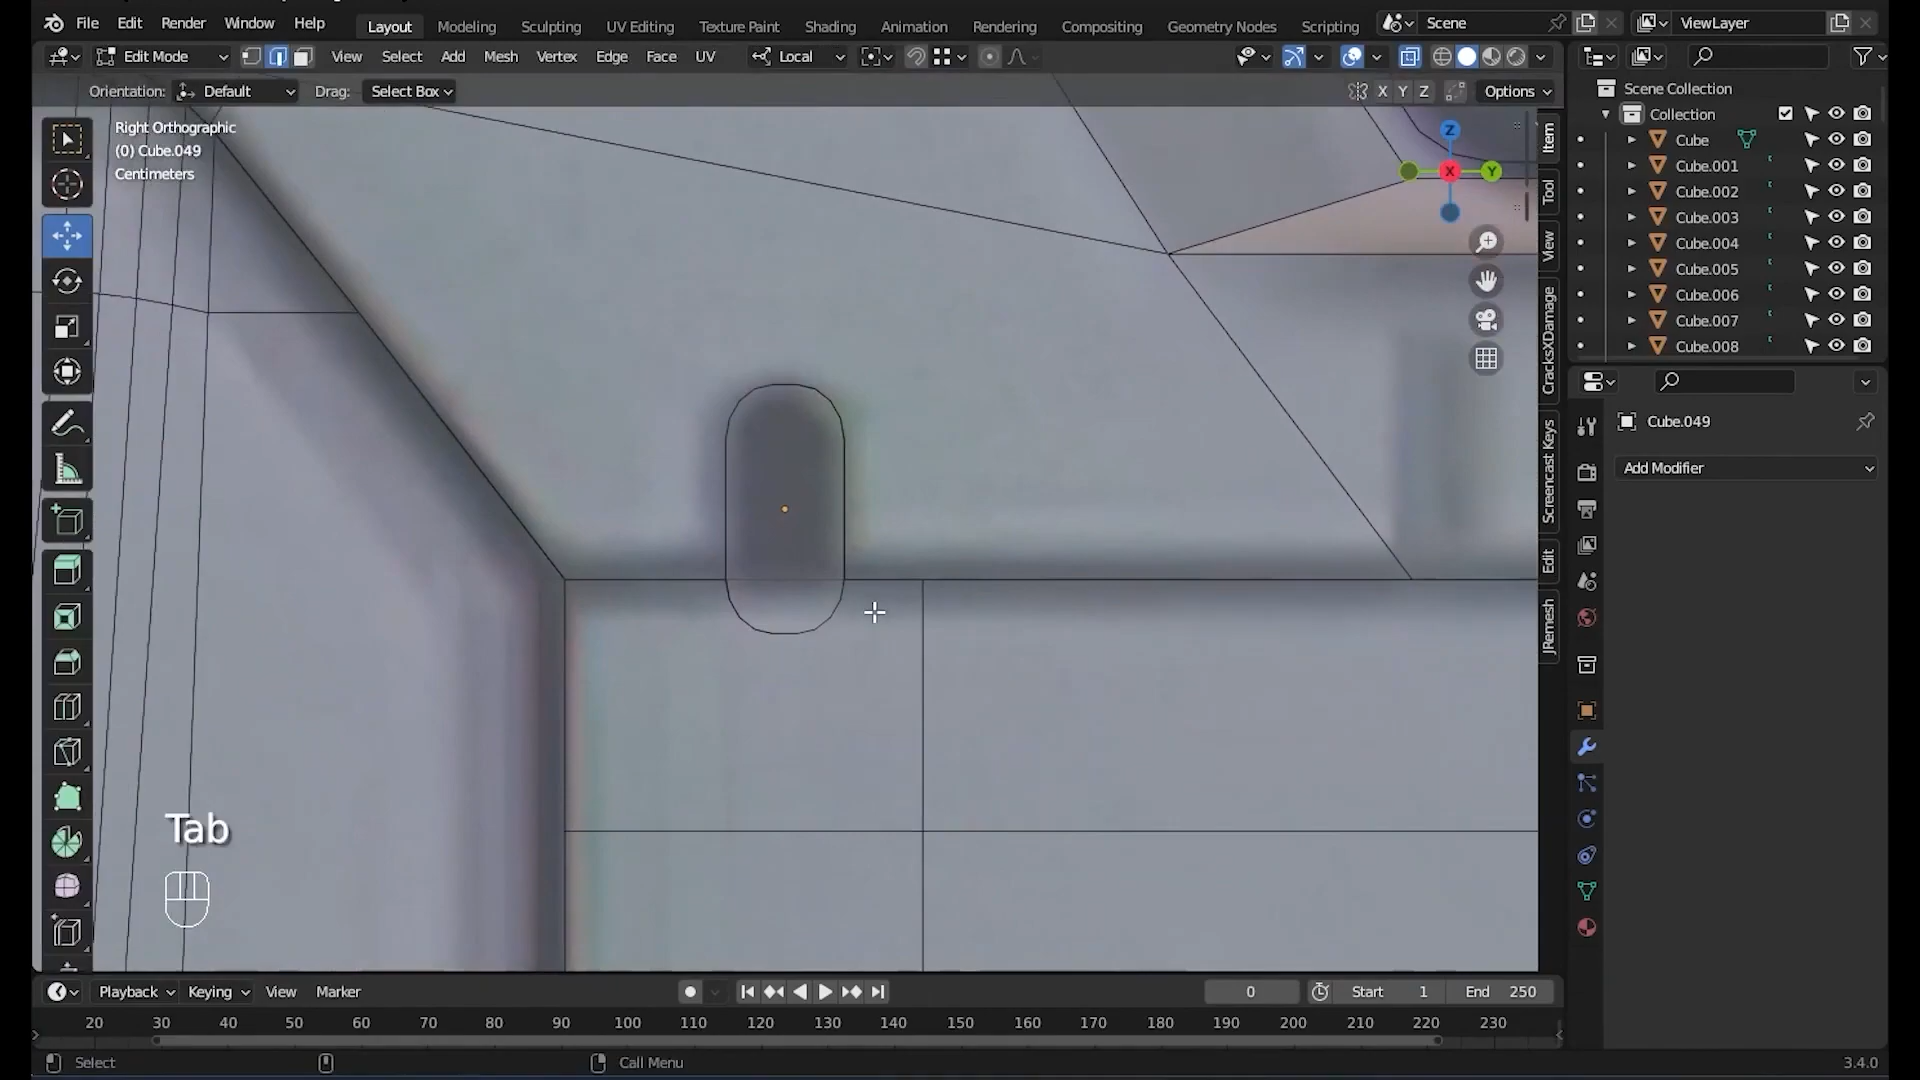 File Edit Render Window Help Layout Modeling Sculpting UV Editing Texture Paint Shading Animation Rendering Compositing Geometry Nodes Scripting Scene ViewLayer
Edit Mode View Select Add Mesh Vertex Edge Face UV Local
Orientation: Default Drag: Select Box X Y Z Options
Right Orthographic
(0) Cube.049
Centimeters
Z
X
Y
Item
Tool
View
CracksXDamage
Screencast Keys
Edit
JRemesh
Scene Collection
Collection
Cube
Cube.001
Cube.002
Cube.003
Cube.004
Cube.005
Cube.006
Cube.007
Cube.008
Cube.049
Add Modifier
Tab
Playback Keying View Marker 0 Start 1 End 250
20 30 40 50 60 70 80 90 100 110 120 130 140 150 160 170 180 190 200 210 220 230
Select Call Menu 3.4.0